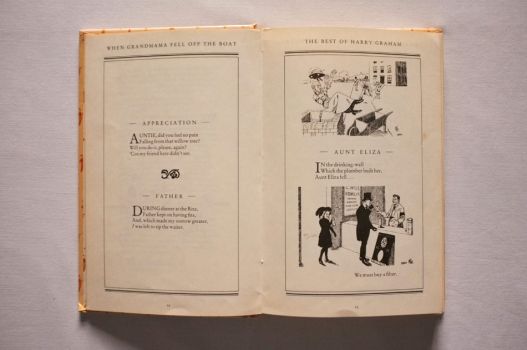 WHEN GRANDMAMA FELL OFF THE BOAT
— APPRECIATION —
AUNTIE, did you feel no pain
Falling from that willow tree?
Will you do it, please, again?
'Cos my friend here didn't see.
— FATHER —
DURING dinner at the Ritz,
Father kept on having fits,
And, which made my sorrow greater,
I was left to tip the waiter.
THE BEST OF HARRY GRAHAM
— AUNT ELIZA —
IN the drinking-well
Which the plumber built her,
Aunt Eliza fell . . .
We must buy a filter.